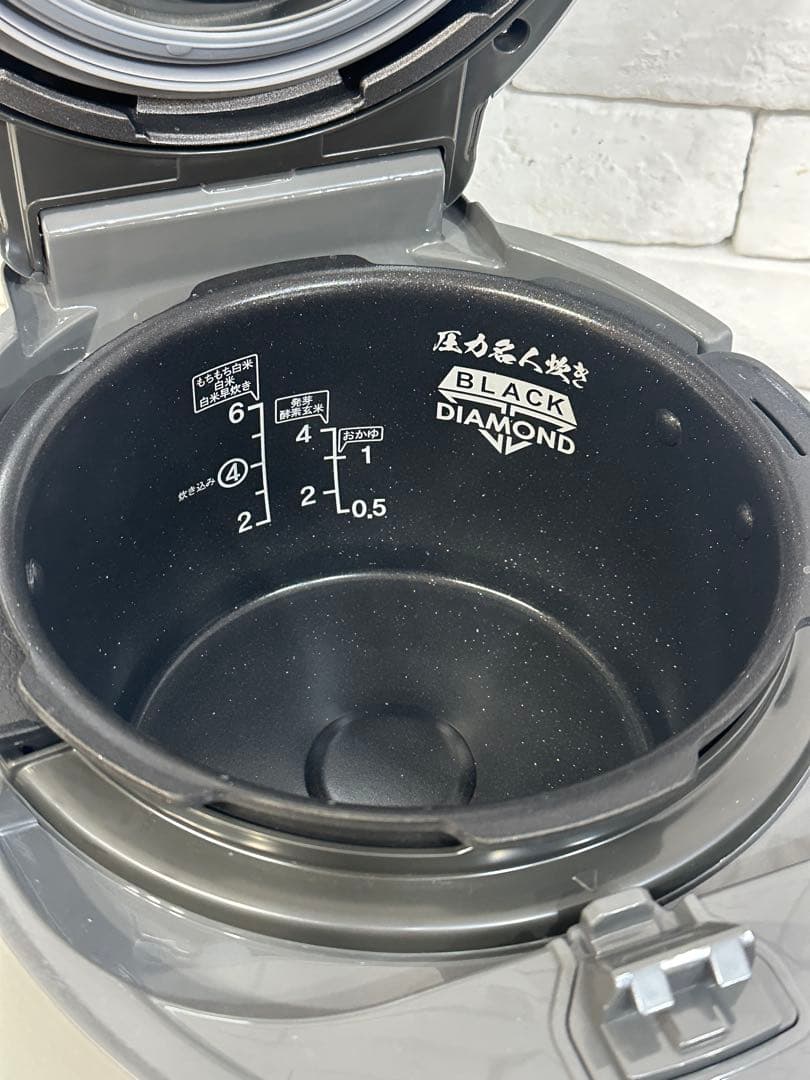 もちもち白米
白米
白米早炊き
6
炊き込み ④
2
発芽
酵素玄米
4
2
おかゆ
1
0.5
圧力名人炊き
BLACK
DIAMOND